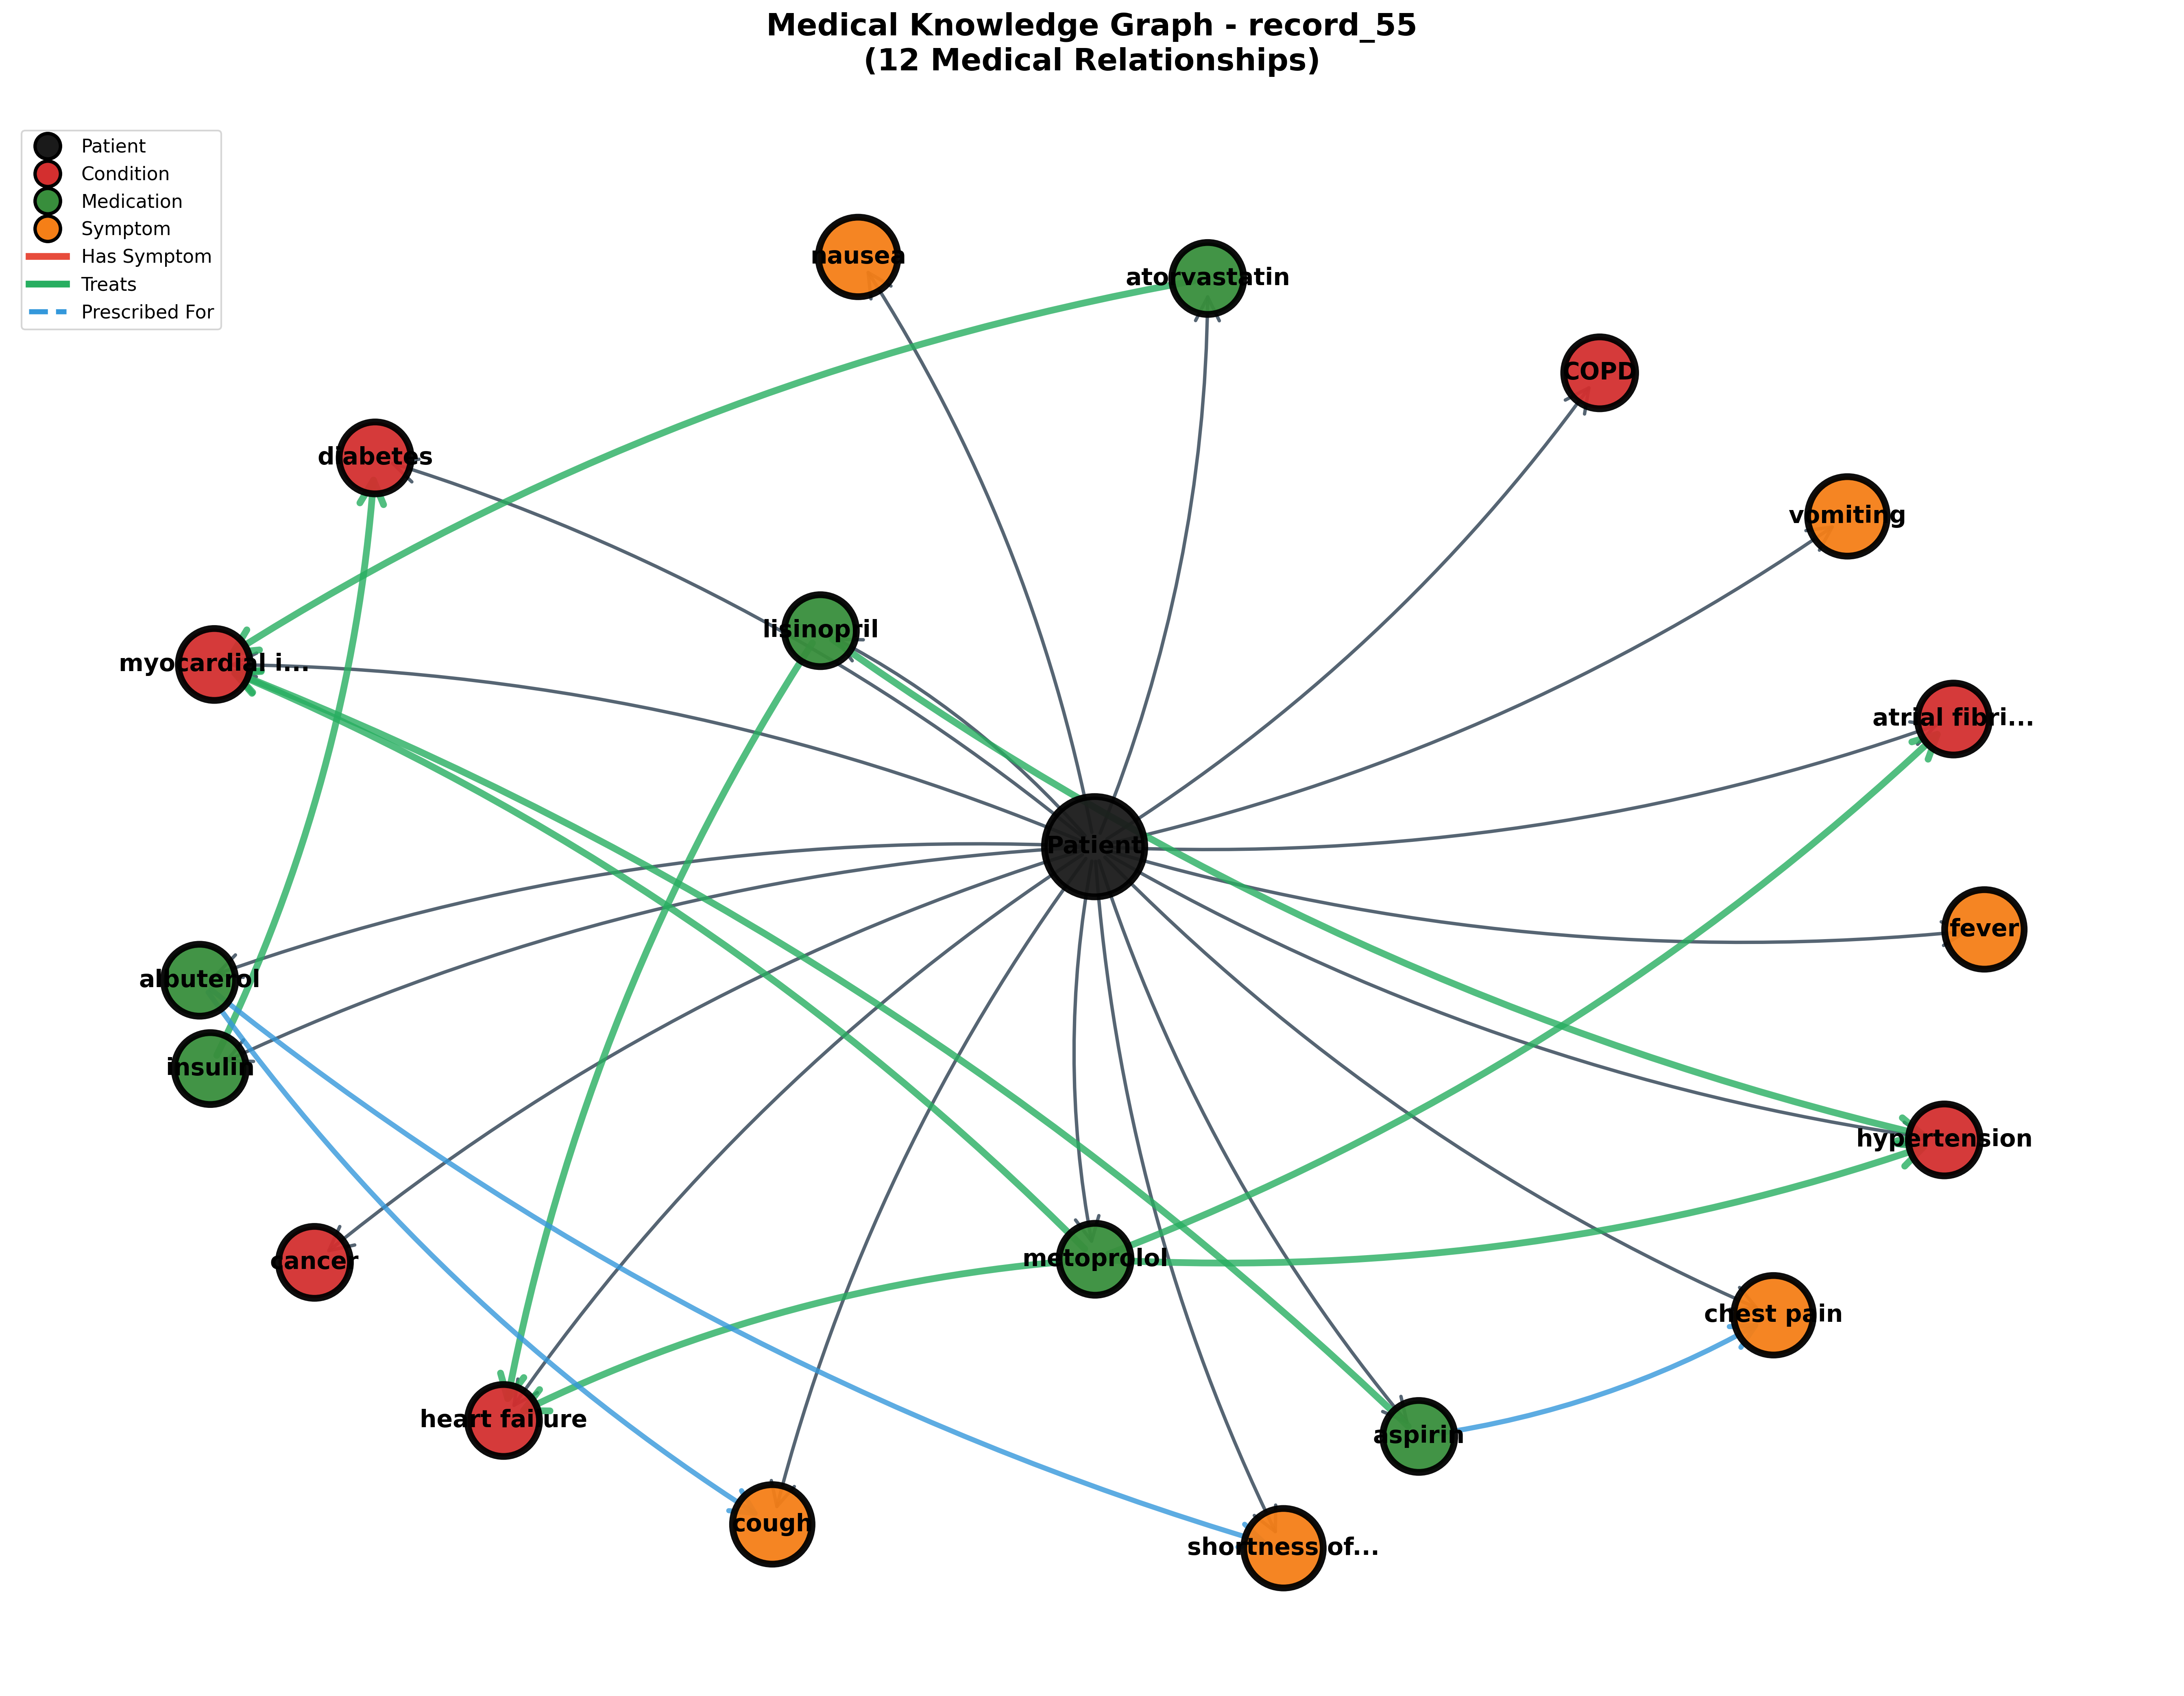 Medical Knowledge Graph - record_55
(12 Medical Relationships)
Patient
Condition
Medication
Symptom
Has Symptom
Treats
Prescribed For
nausea
atorvastatin
COPD
diabetes
vomiting
lisinopril
myocardial i...
atrial fibri...
Patient
fever
albuterol
insulin
hypertension
cancer
metoprolol
chest pain
heart failure
aspirin
cough
shortness of...